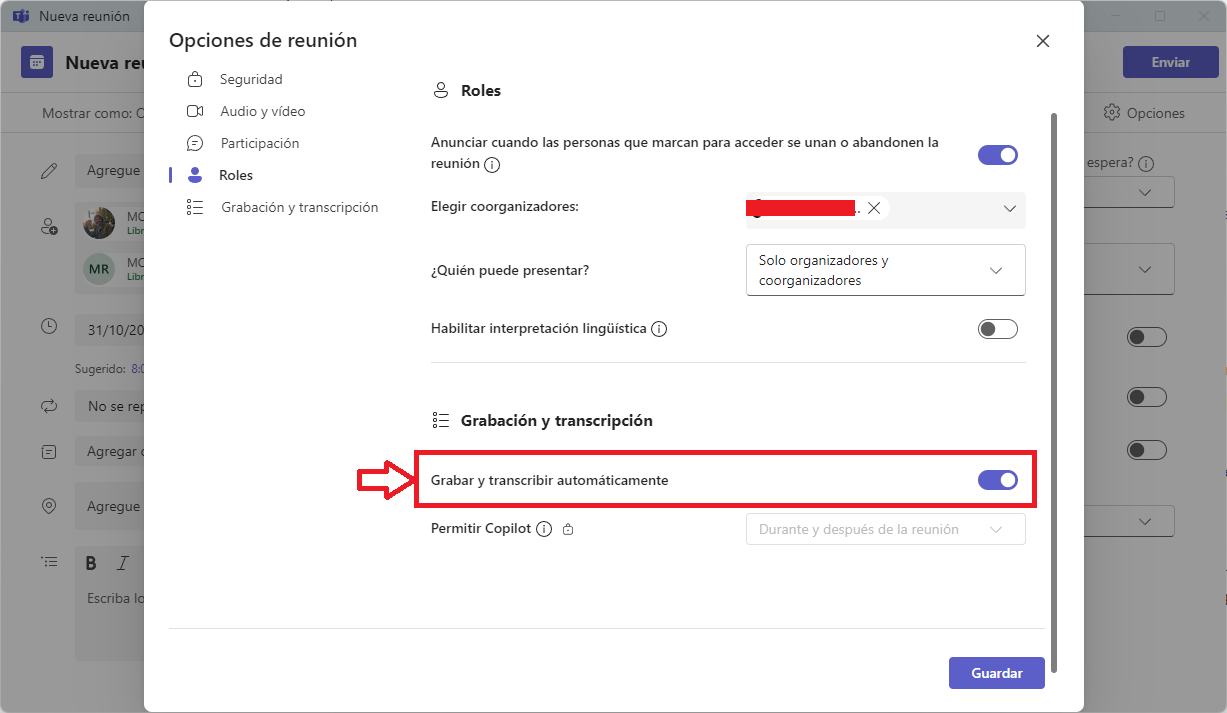 Nueva reunión
Opciones de reunión
Nueva
Enviar
Seguridad
Audio y vídeo
Participación
Roles
Grabación y transcripción
Roles
Mostrar como:
Opciones
Anunciar cuando las personas que marcan para acceder se unan o abandonen la
reunión
espera?
Agregue
Elegir coorganizadores:
Libr
MR
Libr
¿Quién puede presentar?
Solo organizadores y
coorganizadores
Habilitar interpretación lingüística
31/10/20
Sugerido: 8:0
No se rep
Grabación y transcripción
Agregar
Grabar y transcribir automáticamente
Agregue
Permitir Copilot
Durante y después de la reunión
B I
Escriba lo
Guardar